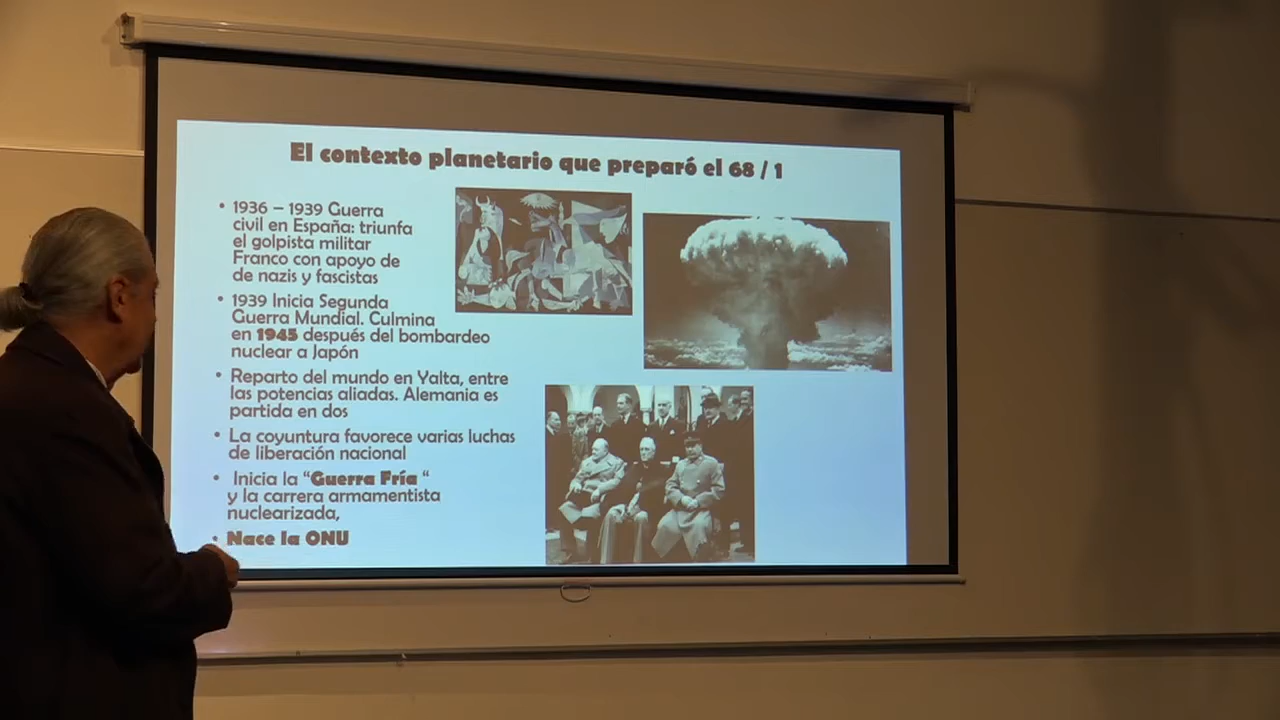 El contexto planetario que preparó el 68 / 1
• 1936 – 1939 Guerra
civil en España: triunfa
el golpista militar
Franco con apoyo de
de nazis y fascistas
• 1939 Inicia Segunda
Guerra Mundial. Culmina
en 1945 después del bombardeo
nuclear a Japón
• Reparto del mundo en Yalta, entre
las potencias aliadas. Alemania es
partida en dos
• La coyuntura favorece varias luchas
de liberación nacional
• Inicia la “Guerra Fría “
y la carrera armamentista
nuclearizada,
• Nace la ONU